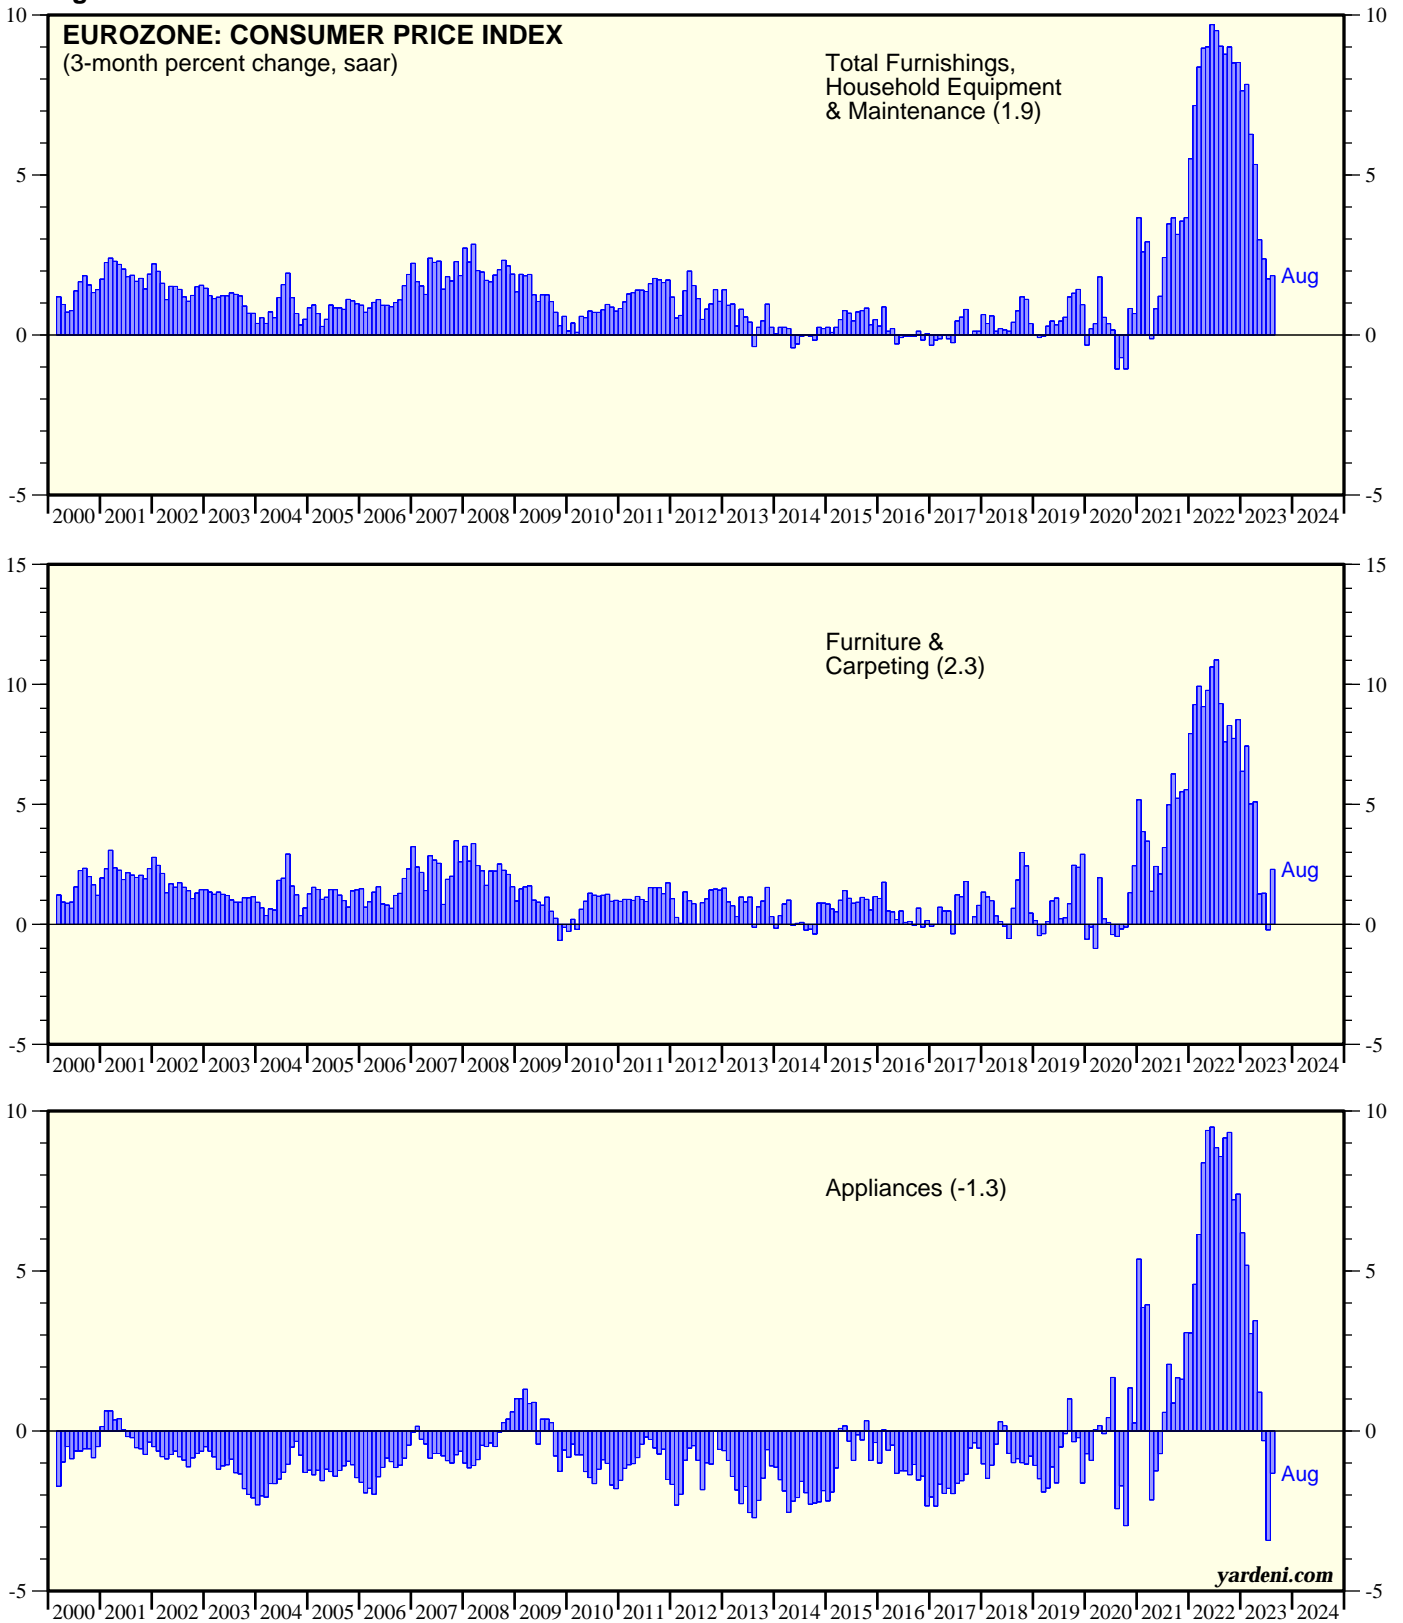 10
10
EUROZONE: CONSUMER PRICE INDEX
(3-month percent change, saar)
Total Furnishings,
Household Equipment
& Maintenance (1.9)
5
5
Aug
0
0
-5
-5
2000 2001 2002 2003 2004 2005 2006 2007 2008 2009 2010 2011 2012 2013 2014 2015 2016 2017 2018 2019 2020 2021 2022 2023 2024
15
15
Furniture &
Carpeting (2.3)
10
10
5
5
Aug
0
0
-5
-5
2000 2001 2002 2003 2004 2005 2006 2007 2008 2009 2010 2011 2012 2013 2014 2015 2016 2017 2018 2019 2020 2021 2022 2023 2024
10
10
Appliances (-1.3)
5
5
0
0
Aug
yardeni.com
-5
-5
2000 2001 2002 2003 2004 2005 2006 2007 2008 2009 2010 2011 2012 2013 2014 2015 2016 2017 2018 2019 2020 2021 2022 2023 2024